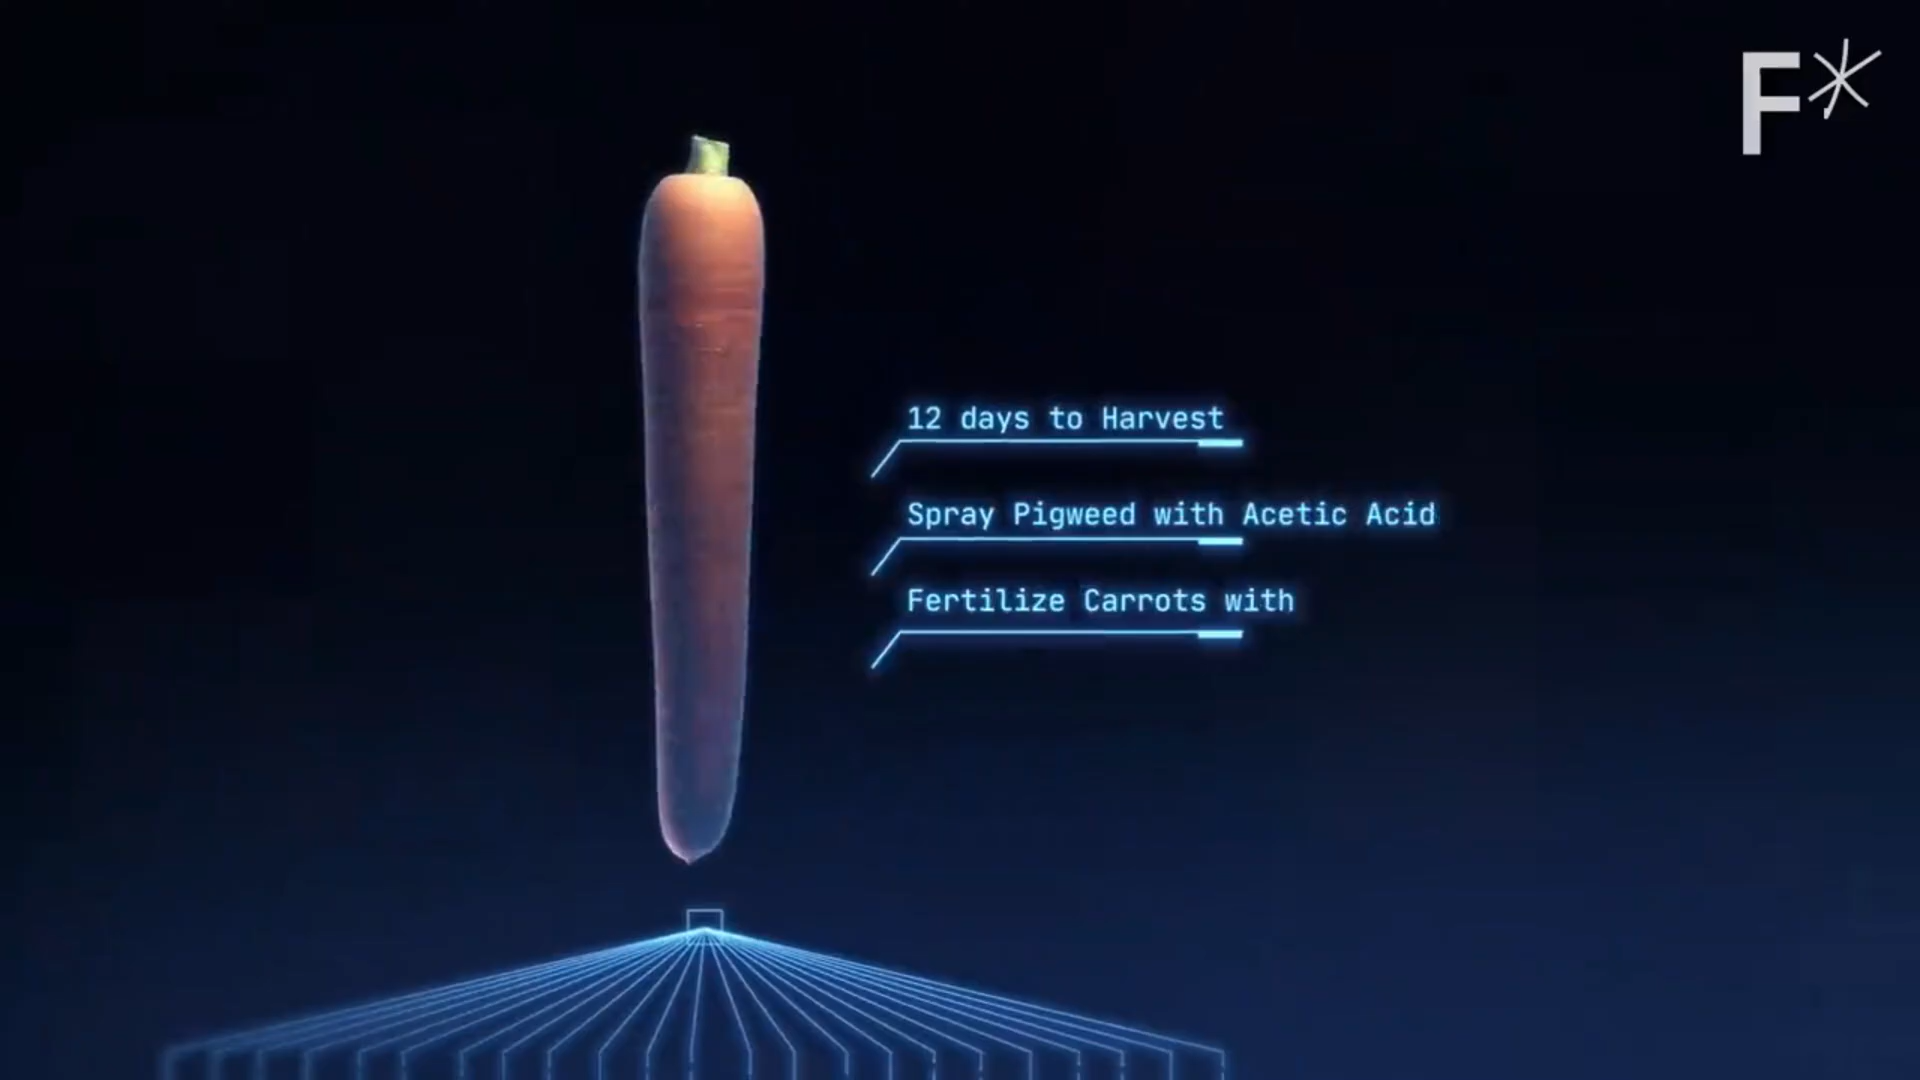 F*
12 days to Harvest
Spray Pigweed with Acetic Acid
Fertilize Carrots with